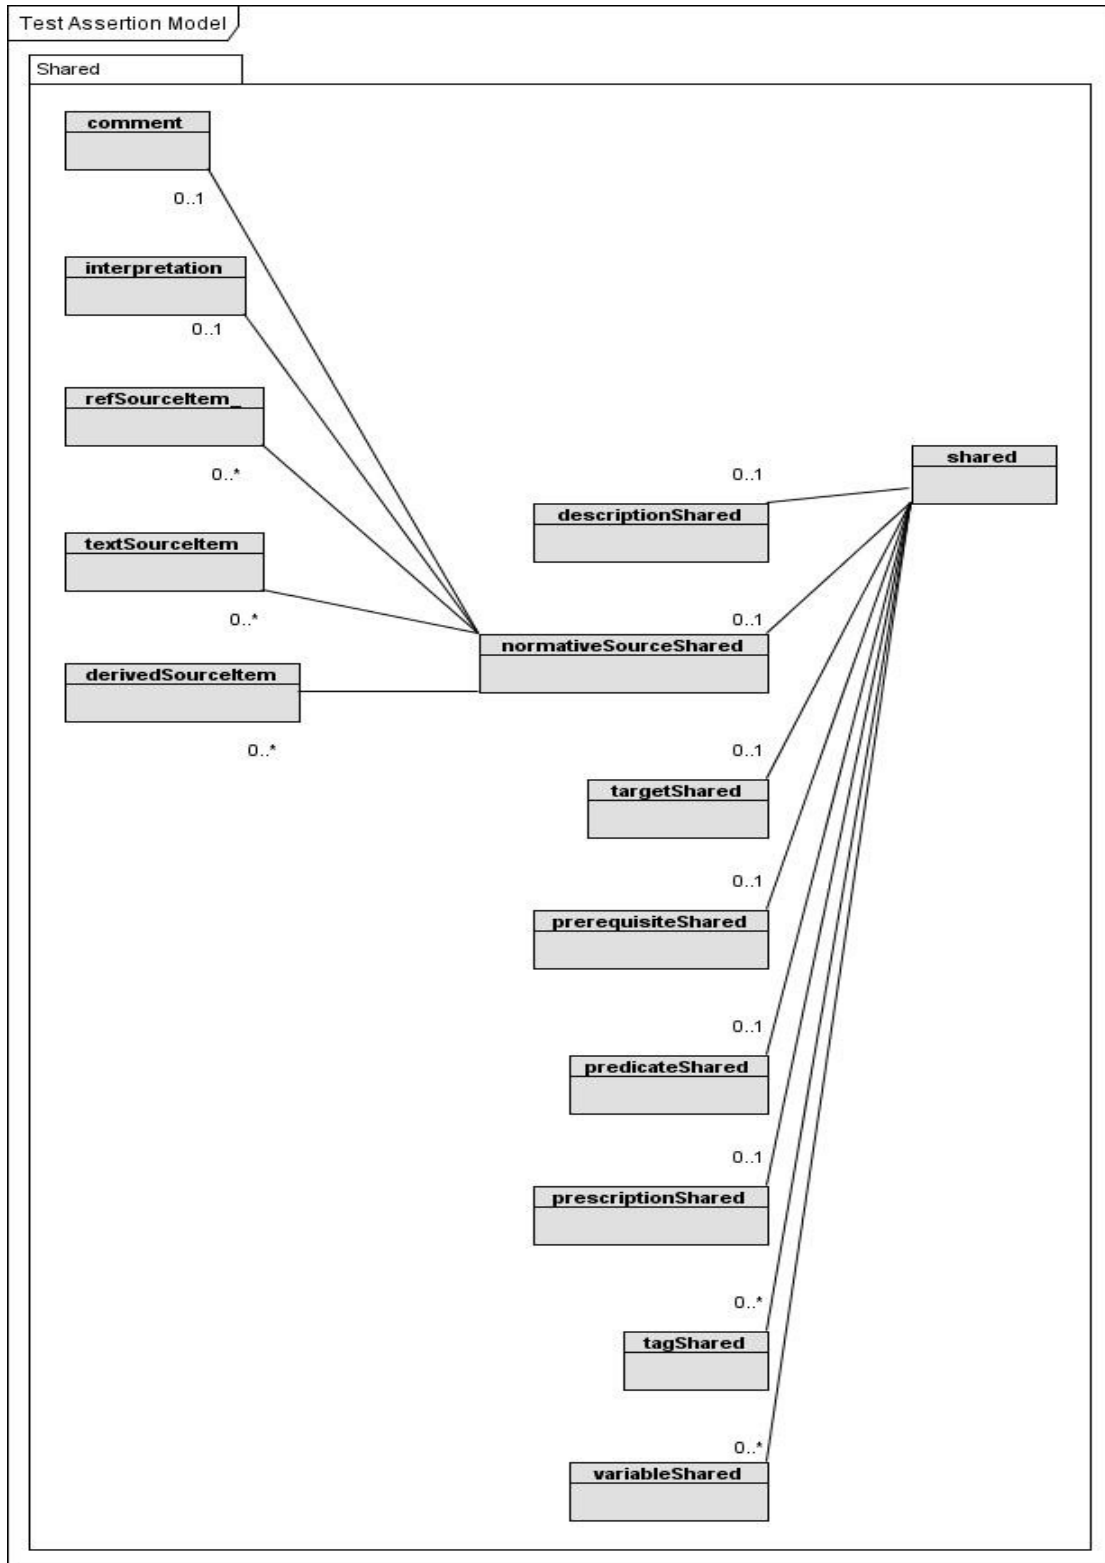 Test Assertion Model
Shared
comment
0..1
interpretation
0..1
refSourceItem_
0..*
textSourceItem
0..*
derivedSourceItem
0..*
shared
0..1
descriptionShared
0..1
normativeSourceShared
0..1
targetShared
0..1
prerequisiteShared
0..1
predicateShared
0..1
prescriptionShared
0..*
tagShared
0..*
variableShared